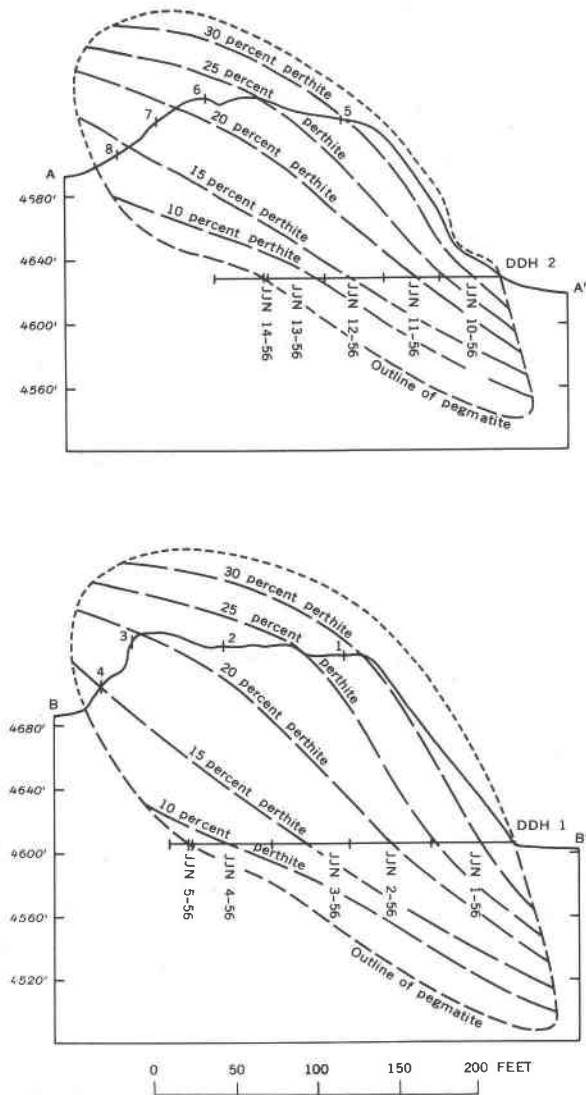 30 percent perthite
25 percent perthite
20 percent perthite
15 percent perthite
10 percent perthite
5
6
7
8
A
A'
4580'
4640'
4600'
4560'
DDH 2
JJN 14-56
JJN 13-56
JJN 12-56
JJN 11-56
JJN 10-56
Outline of pegmatite
30 percent perthite
25 percent perthite
20 percent perthite
15 percent perthite
10 percent perthite
1
2
3
4
B
B'
4680'
4640'
4600'
4560'
4520'
DDH 1
JJN 5-56
JJN 4-56
JJN 3-56
JJN 2-56
JJN 1-56
Outline of pegmatite
0 50 100 150 200 FEET